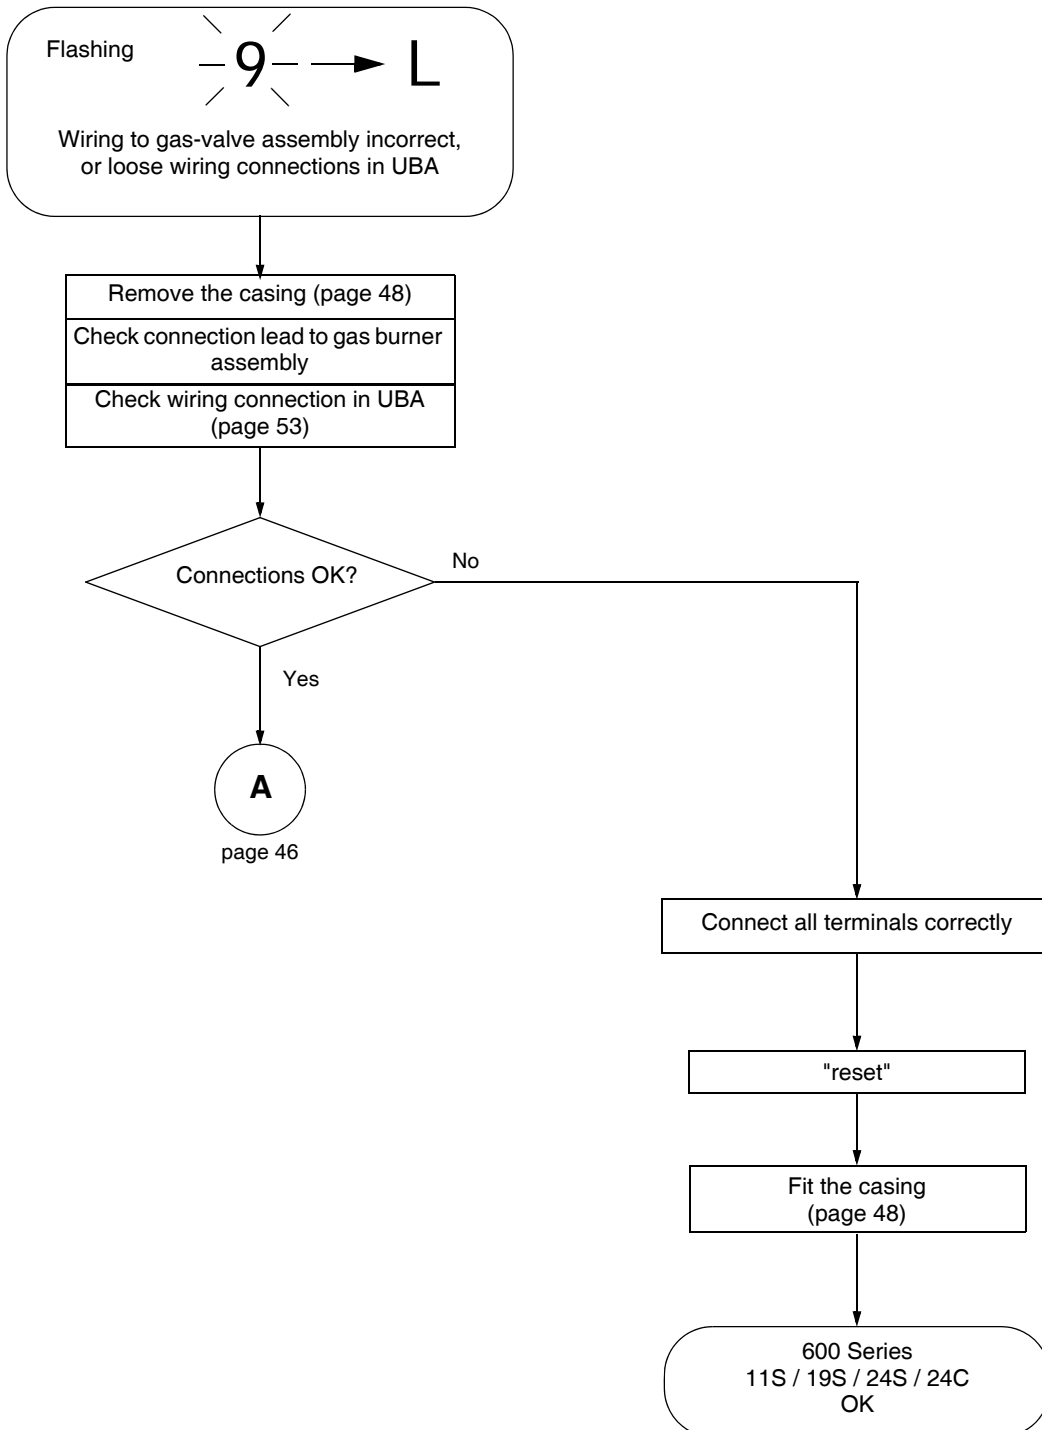 Flashing
9 L
Wiring to gas-valve assembly incorrect,
or loose wiring connections in UBA
Remove the casing (page 48)
Check connection lead to gas burner
assembly
Check wiring connection in UBA
(page 53)
Connections OK?
No
Yes
A
page 46
Connect all terminals correctly
"reset"
Fit the casing
(page 48)
600 Series
11S / 19S / 24S / 24C
OK